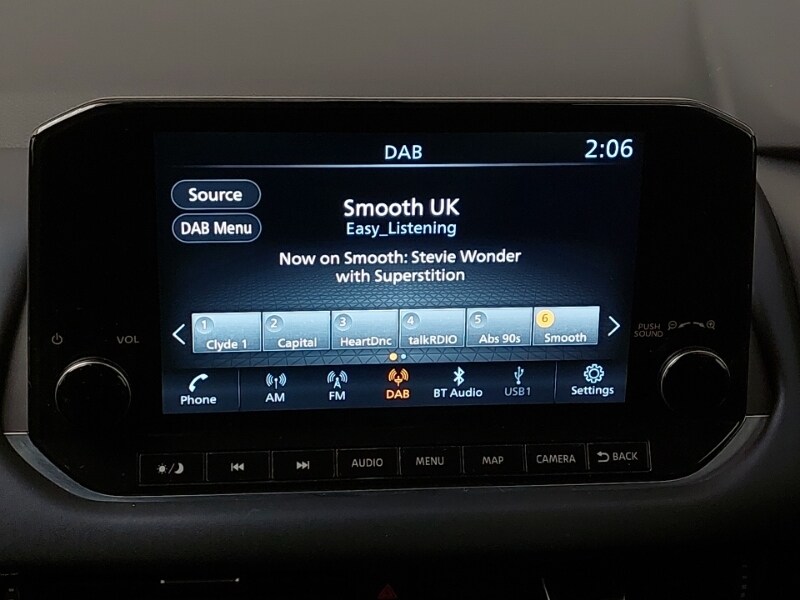 DAB 2:06
Source
DAB Menu
Smooth UK
Easy_Listening
Now on Smooth: Stevie Wonder
with Superstition
1 Clyde 1
2 Capital
3 HeartDnc
4 talkRDIO
5 Abs 90s
6 Smooth
VOL
PUSH
SOUND
Phone
AM
FM
DAB
BT Audio
USB1
Settings
AUDIO
MENU
MAP
CAMERA
BACK